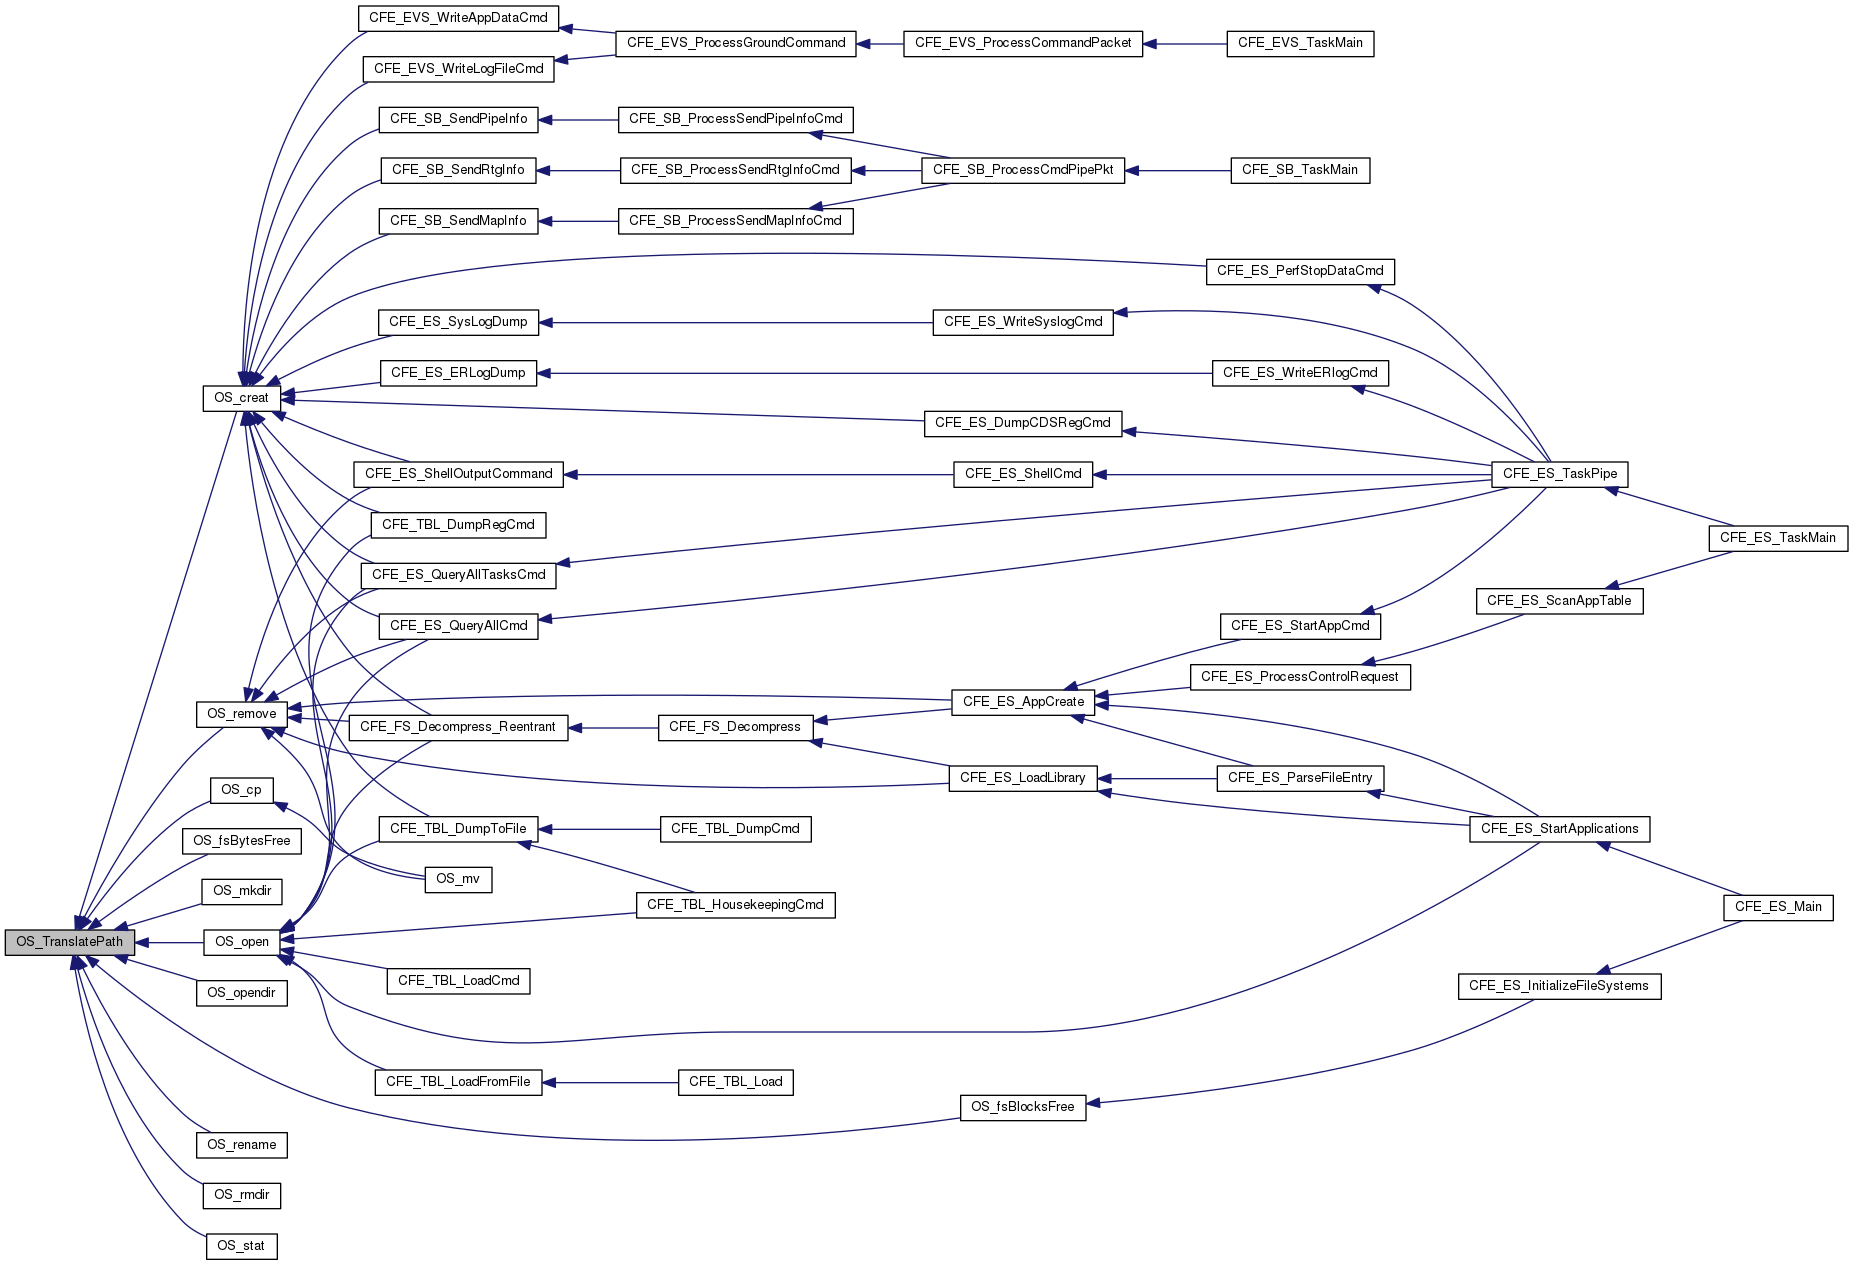 CFE_EVS_WriteAppDataCmd
CFE_EVS_ProcessGroundCommand
CFE_EVS_ProcessCommandPacket
CFE_EVS_TaskMain
CFE_EVS_WriteLogFileCmd
CFE_SB_SendPipeInfo
CFE_SB_ProcessSendPipeInfoCmd
CFE_SB_SendRtgInfo
CFE_SB_ProcessSendRtgInfoCmd
CFE_SB_ProcessCmdPipePkt
CFE_SB_TaskMain
CFE_SB_SendMapInfo
CFE_SB_ProcessSendMapInfoCmd
CFE_ES_PerfStopDataCmd
CFE_ES_SysLogDump
CFE_ES_WriteSyslogCmd
CFE_ES_ERLogDump
CFE_ES_WriteERlogCmd
OS_creat
CFE_ES_DumpCDSRegCmd
CFE_ES_ShellOutputCommand
CFE_ES_ShellCmd
CFE_ES_TaskPipe
CFE_TBL_DumpRegCmd
CFE_ES_TaskMain
CFE_ES_QueryAllTasksCmd
CFE_ES_ScanAppTable
CFE_ES_QueryAllCmd
CFE_ES_StartAppCmd
CFE_ES_ProcessControlRequest
OS_remove
CFE_ES_AppCreate
CFE_FS_Decompress_Reentrant
CFE_FS_Decompress
CFE_ES_LoadLibrary
CFE_ES_ParseFileEntry
OS_cp
CFE_TBL_DumpToFile
CFE_TBL_DumpCmd
CFE_ES_StartApplications
OS_fsBytesFree
OS_mv
OS_mkdir
CFE_TBL_HousekeepingCmd
CFE_ES_Main
OS_TranslatePath
OS_open
CFE_TBL_LoadCmd
CFE_ES_InitializeFileSystems
OS_opendir
CFE_TBL_LoadFromFile
CFE_TBL_Load
OS_fsBlocksFree
OS_rename
OS_rmdir
OS_stat